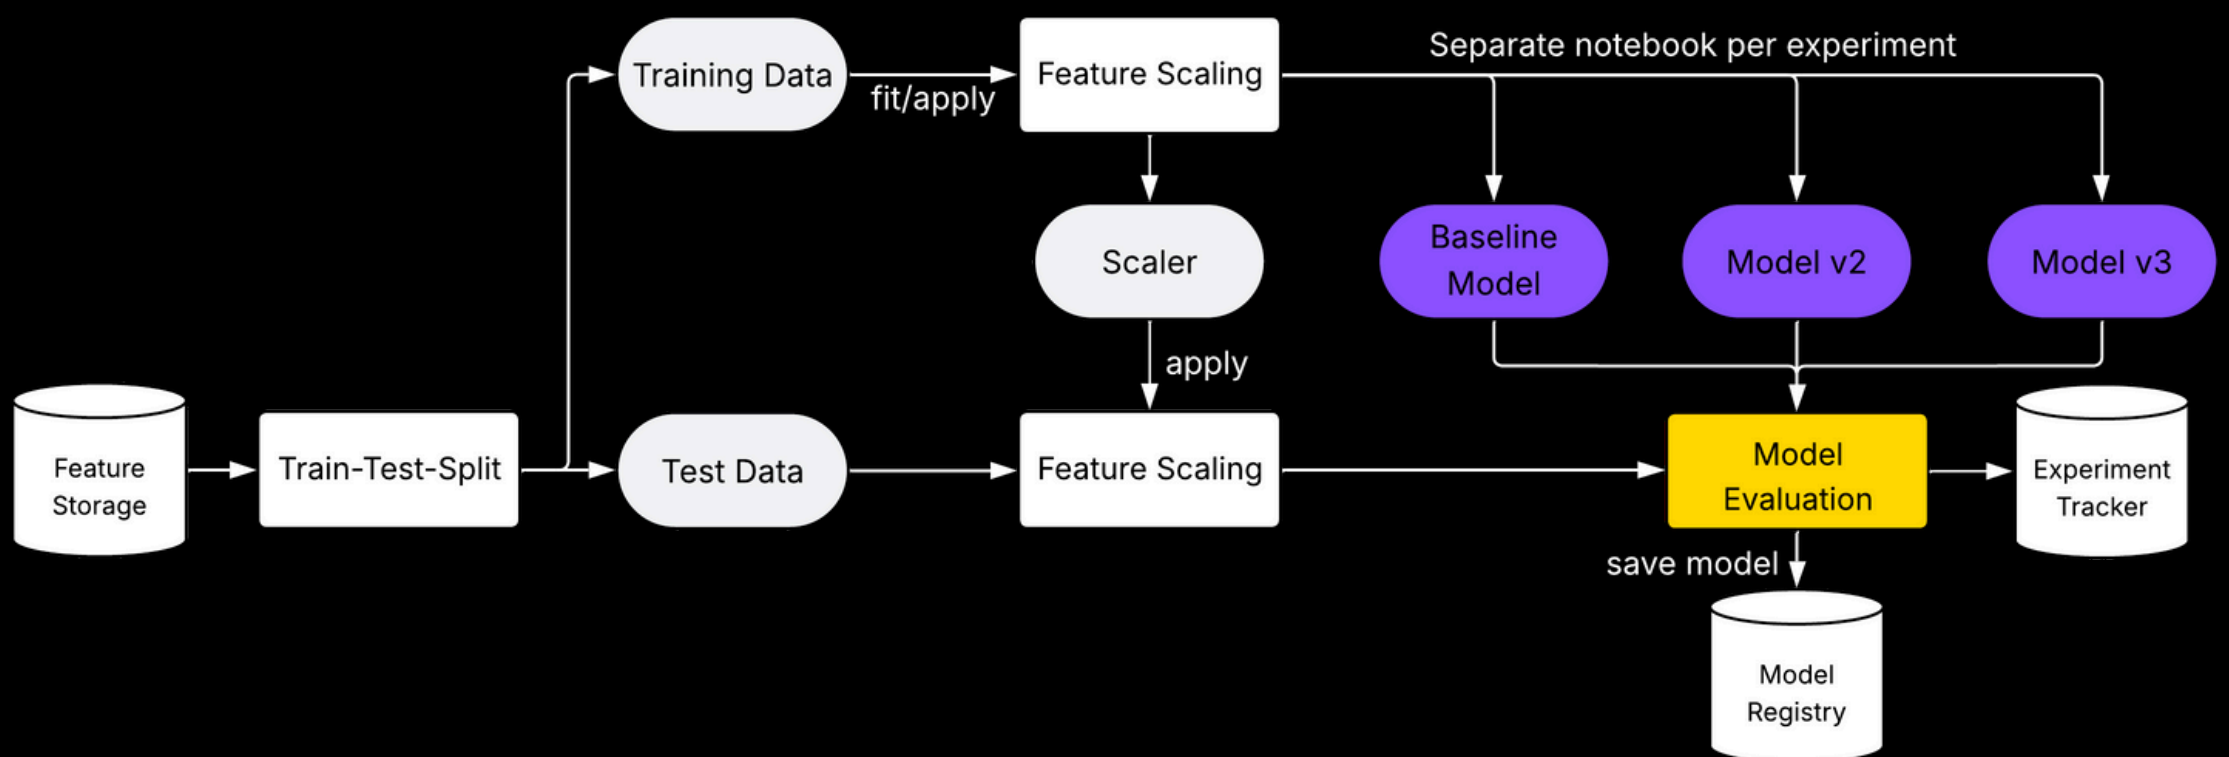 Separate notebook per experiment
Training Data
fit/apply
Feature Scaling
Scaler
Baseline
Model
Model v2
Model v3
apply
Feature
Storage
Train-Test-Split
Test Data
Feature Scaling
Model
Evaluation
Experiment
Tracker
save model
Model
Registry